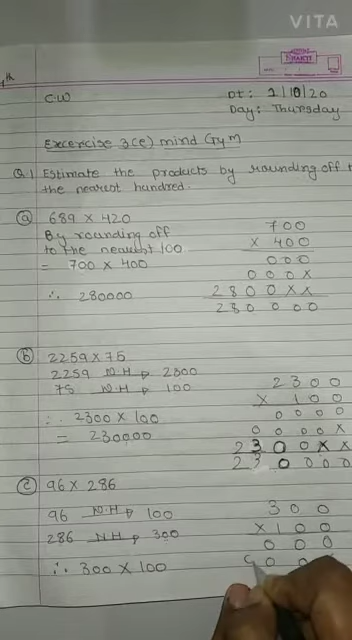 VITA
SHAKTI
th
C.W
Dt: 1/10/20
Day: Thursday
Excercise 3(e) mind Gym
Q.1 Estimate the products by rounding off t
the nearest hundred.
(a) 689 × 420
By rounding off
to the nearest 100
= 700 × 400
∴ 280000
700
× 400
000
000×
2800××
280000
(b) 2259 × 75
2259 N.H → 2300
75 N.H → 100
∴ 2300 × 100
= 230000
2300
× 100
0000
0000×
2300××
230000
(c) 96 × 286
96 N.H → 100
286 N.H → 300
∴ 300 × 100
300
×100
000
00